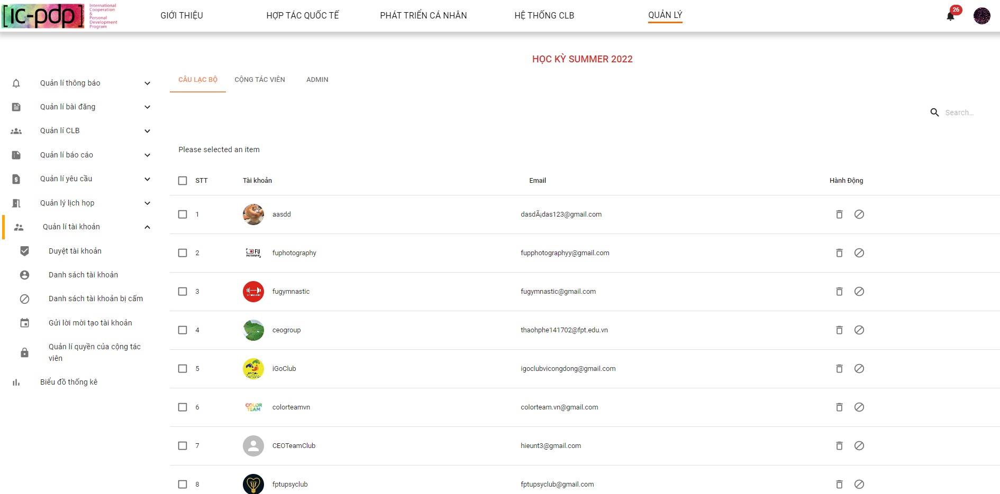 [ic-pdp]
International
Cooperation
&
Personal
Development
Program
GIỚI THIỆU
HỢP TÁC QUỐC TẾ
PHÁT TRIỂN CÁ NHÂN
HỆ THỐNG CLB
QUẢN LÝ
26
HỌC KỲ SUMMER 2022
Quản lí thông báo
Quản lí bài đăng
Quản lí CLB
Quản lí báo cáo
Quản lí yêu cầu
Quản lý lịch họp
Quản lí tài khoản
Duyệt tài khoản
Danh sách tài khoản
Danh sách tài khoản bị cấm
Gửi lời mời tạo tài khoản
Quản lí quyền của cộng tác
viên
Biểu đồ thống kê
CÂU LẠC BỘ
CỘNG TÁC VIÊN
ADMIN
Search...
Please selected an item
STT Tài khoản Email Hành Động
1 aasdd dasdÃ¡das123@gmail.com
2 FU PHOTOGRAPHY fuphotography fupphotographyy@gmail.com
3 fugymnastic fugymnastic@gmail.com
4 ceogroup thaohphe141702@fpt.edu.vn
5 iGoClub igoclubvicongdong@gmail.com
6 COLOR TEAM colorteamvn colorteam.vn@gmail.com
7 CEOTeamClub hieunt3@gmail.com
8 fptupsyclub fptupsyclub@gmail.com